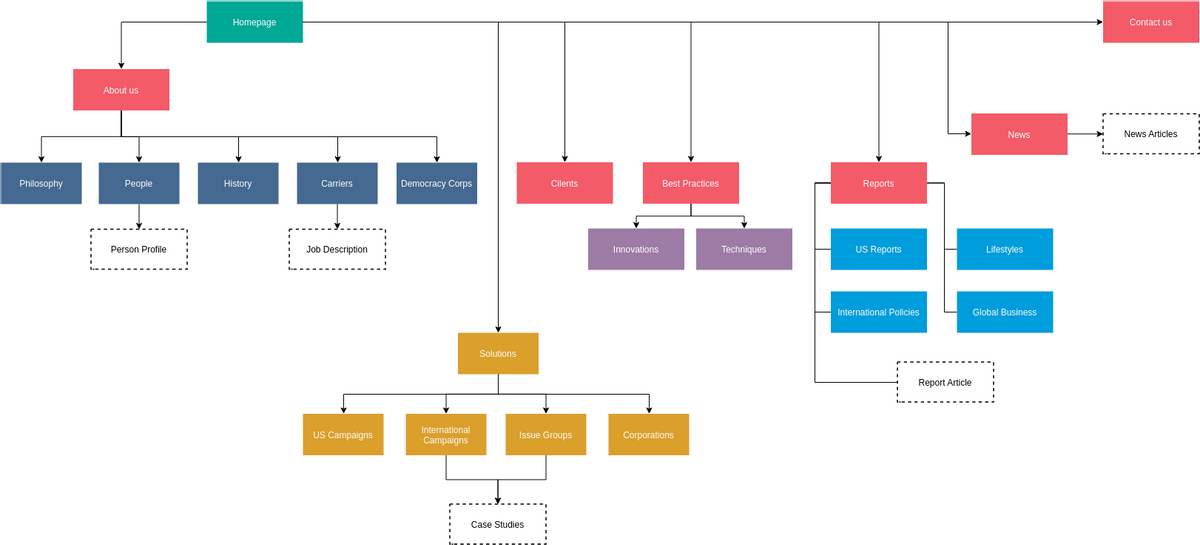 Homepage
Contact us
About us
News
News Articles
Philosophy
People
History
Carriers
Democracy Corps
Cilents
Best Practices
Reports
Person Profile
Job Description
Innovations
Techniques
US Reports
Lifestyles
International Policies
Global Business
Solutions
Report Article
US Campaigns
International
Campaigns
Issue Groups
Corporations
Case Studies